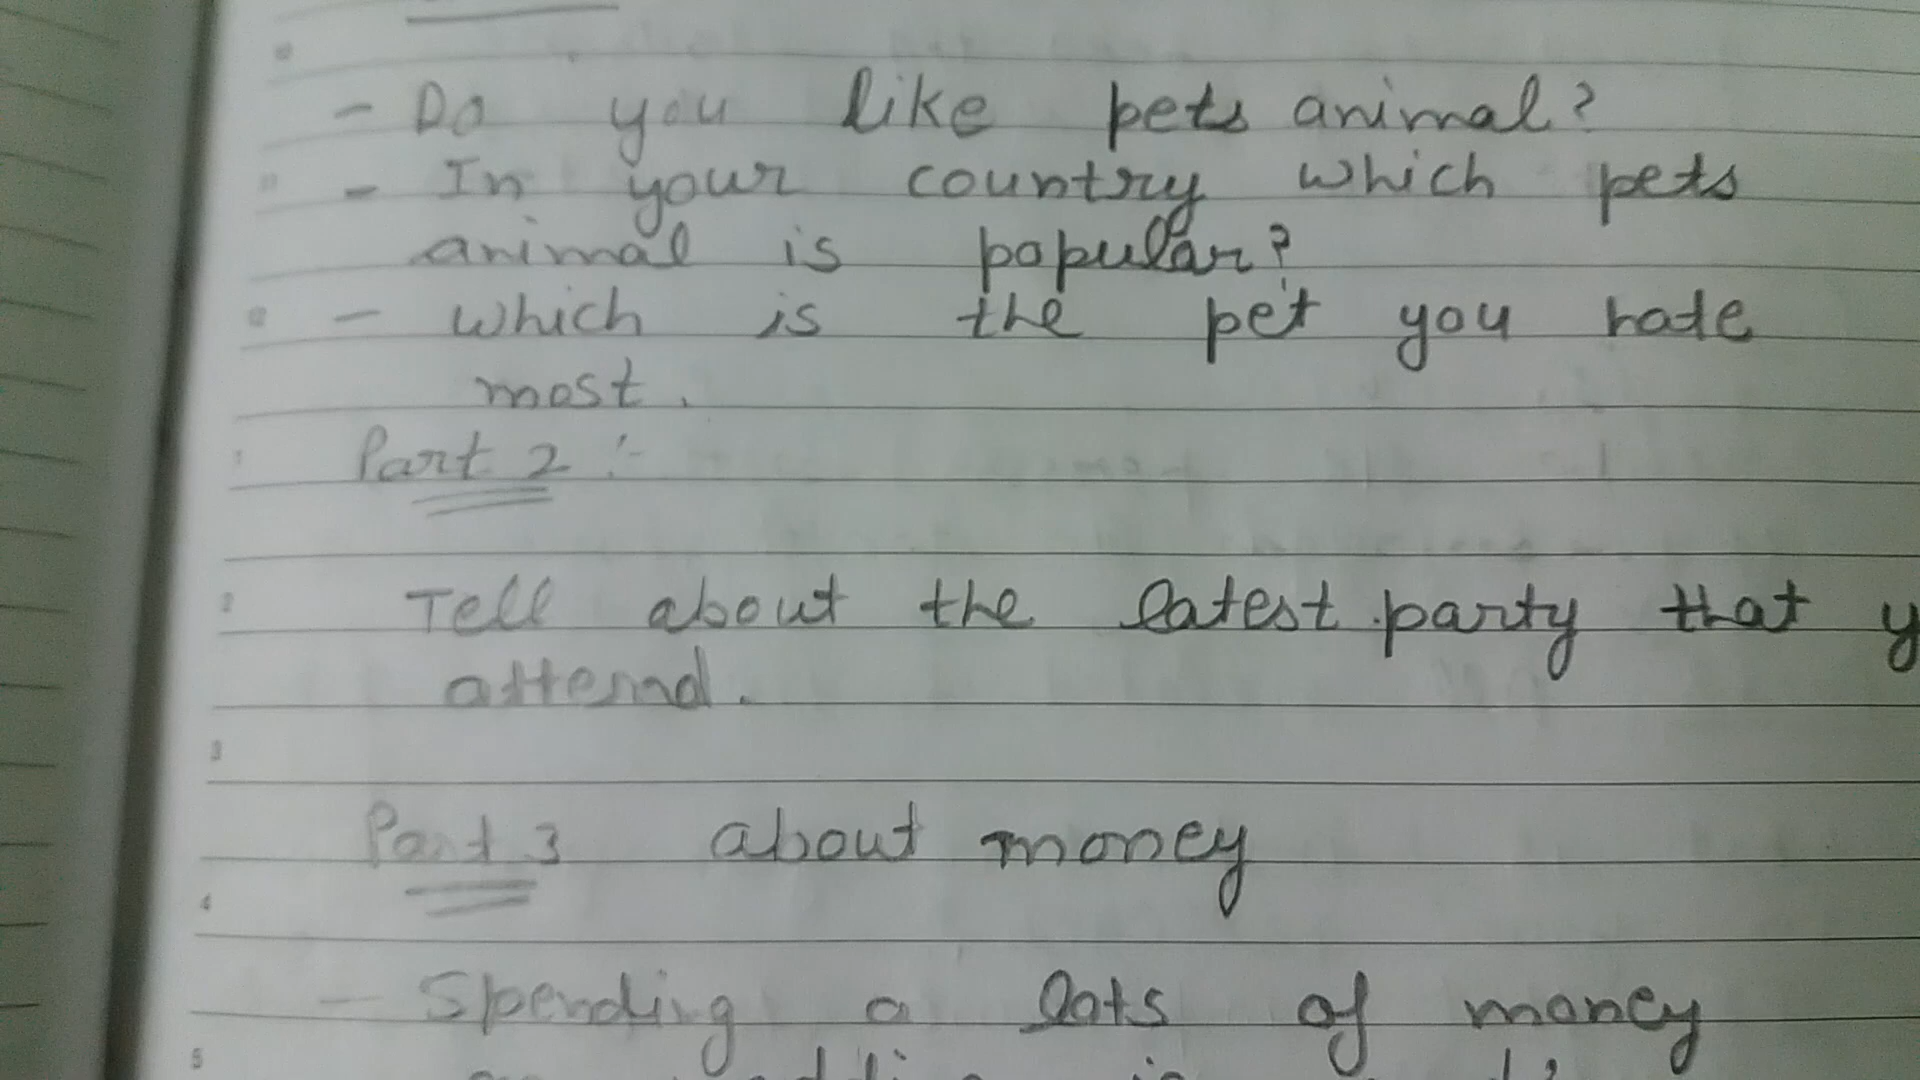 - Do you like pets animal?
- In your country which pets
animal is popular?
- which is the pet you hate
most.
Part 2 :-
Tell about the latest party that y
attend.
Part 3 about money
- Spending a lots of money